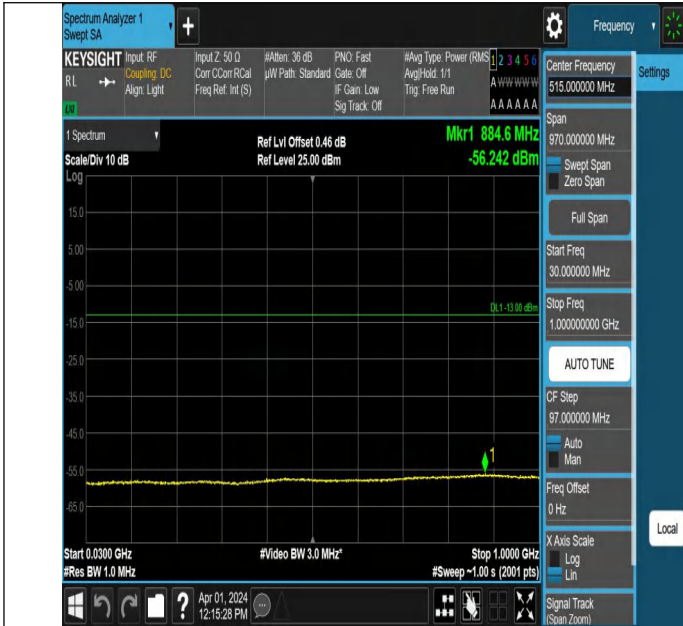 Spectrum Analyzer 1
Swept SA
+
Frequency
KEYSIGHT
RL
Input: RF
Coupling: DC
Align: Light
Input Z: 50 Ω
Corr CCorr RCal
Freq Ref: Int (S)
#Atten: 36 dB
µW Path: Standard
PNO: Fast
Gate: Off
IF Gain: Low
Sig Track: Off
#Avg Type: Power (RMS
Avg|Hold: 1/1
Trig: Free Run
1 2 3 4 5 6
A W W W W W
A A A A A A
1 Spectrum
Scale/Div 10 dB
Ref Lvl Offset 0.46 dB
Ref Level 25.00 dBm
Mkr1 884.6 MHz
-56.242 dBm
Log
15.0
5.00
-5.00
-15.0
-25.0
-35.0
-45.0
-55.0
-65.0
DL1 -13.00 dBm
1
Start 0.0300 GHz
#Res BW 1.0 MHz
#Video BW 3.0 MHz*
Stop 1.0000 GHz
#Sweep ~1.00 s (2001 pts)
?
Apr 01, 2024
12:15:28 PM
Center Frequency
515.000000 MHz
Span
970.000000 MHz
Swept Span
Zero Span
Full Span
Start Freq
30.000000 MHz
Stop Freq
1.000000000 GHz
AUTO TUNE
CF Step
97.000000 MHz
Auto
Man
Freq Offset
0 Hz
X Axis Scale
Log
Lin
Signal Track
(Span Zoom)
Settings
Local